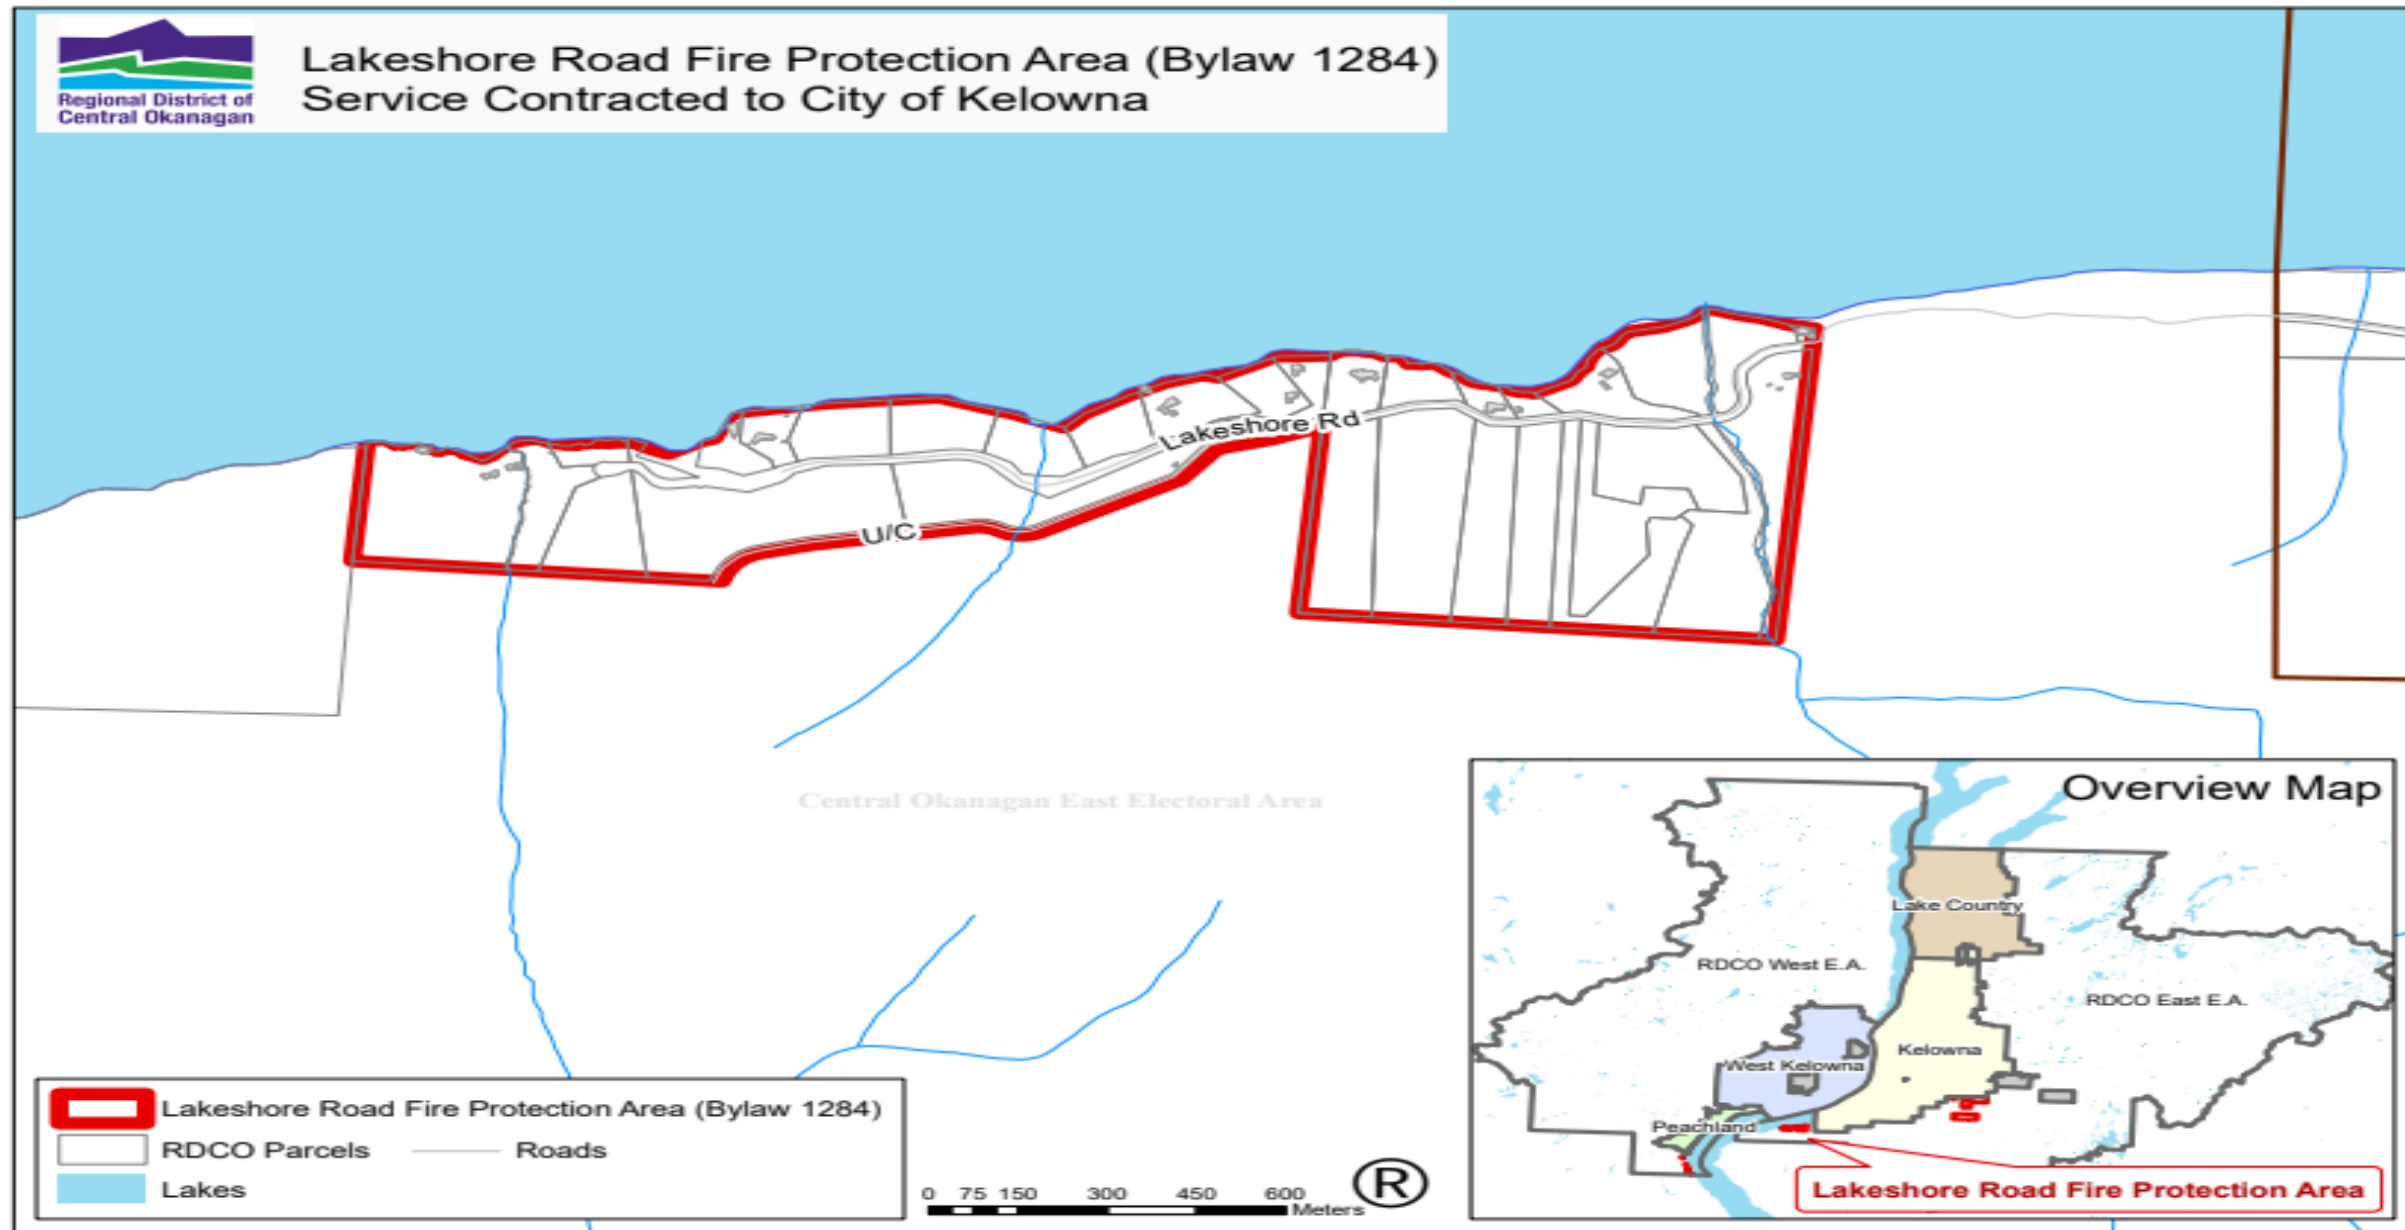 Regional District of
Central Okanagan
Lakeshore Road Fire Protection Area (Bylaw 1284)
Service Contracted to City of Kelowna
Lakeshore Rd
U/C
Central Okanagan East Electoral Area
Overview Map
Lake Country
RDCO West E.A.
RDCO East E.A.
Kelowna
West Kelowna
Peachland
Lakeshore Road Fire Protection Area
Lakeshore Road Fire Protection Area (Bylaw 1284)
RDCO Parcels
Roads
Lakes
0 75 150 300 450 600
Meters
®